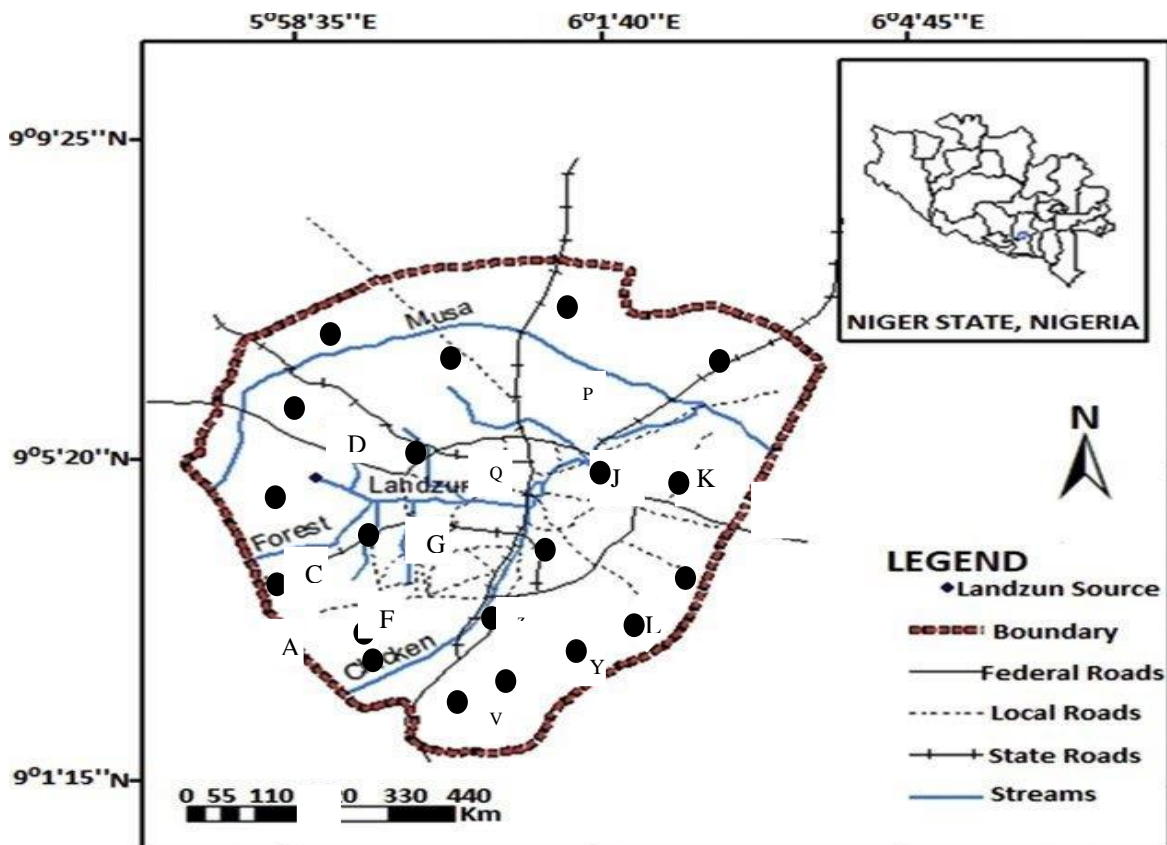 5°58'35''E 6°1'40''E 6°4'45''E
9°9'25''N
NIGER STATE, NIGERIA
Musa
P
N
D
9°5'20''N
Q
J
K
Landzun
Forest
G
C
LEGEND
Landzun Source
F
Z
L
Boundary
A
Chicken
Y
Federal Roads
V
Local Roads
State Roads
9°1'15''N
Streams
0 55 110 20 330 440
Km